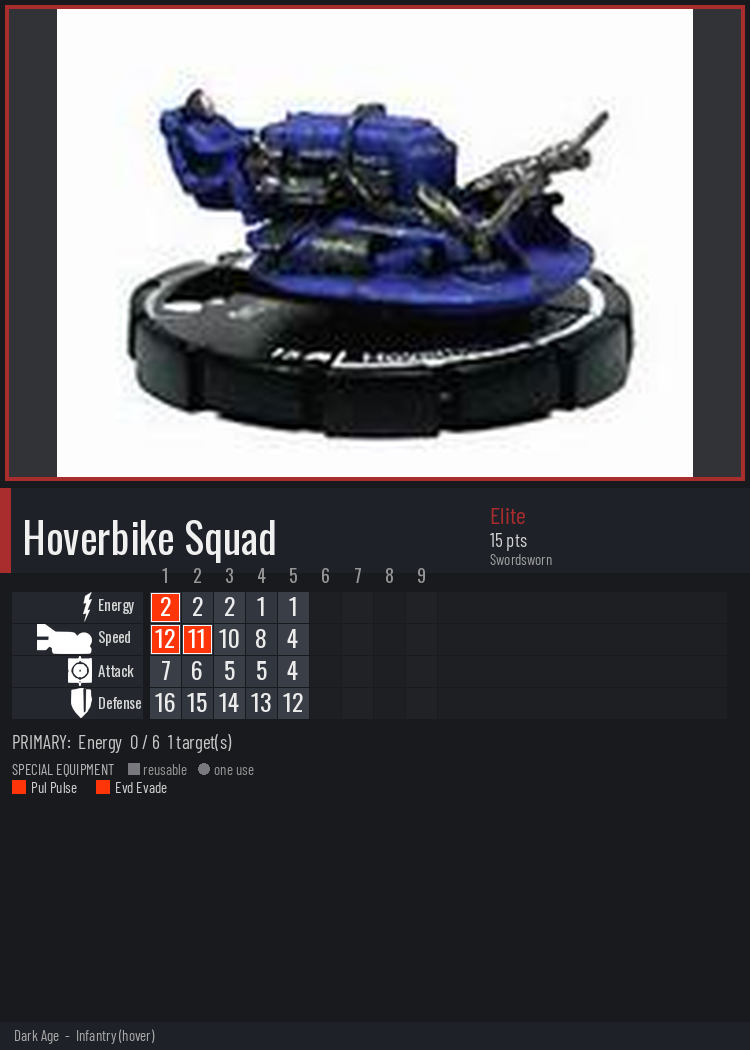 Hoverbike Squad
Elite
15 pts
Swordsworn
1 2 3 4 5 6 7 8 9
Energy 2 2 2 1 1
Speed 12 11 10 8 4
Attack 7 6 5 5 4
Defense 16 15 14 13 12
PRIMARY: Energy 0 / 6 1 target(s)
SPECIAL EQUIPMENT reusable one use
Pul Pulse Evd Evade
Dark Age - Infantry (hover)